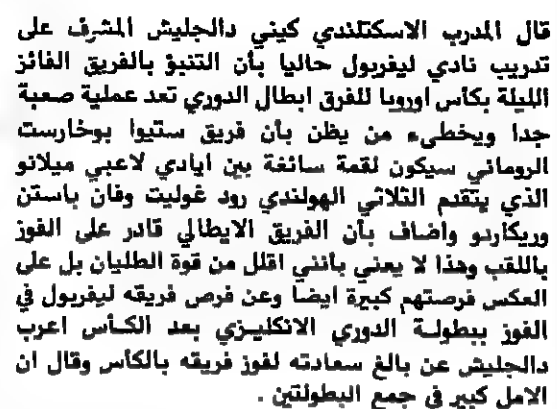 قال المدرب الاسكتلندي كيني دالجليش المشرف على
تدريب نادي ليفربول حاليا بأن التنبؤ بالفريق الفائز
الليلة بكأس اوروبا للفرق ابطال الدوري تعد عملية صعبة
جدا ويخطىء من يظن بأن فريق ستيوا بوخارست
الروماني سيكون لقمة سائغة بين ايادي لاعبي ميلانو
الذي يتقدم الثلاثي الهولندي رود غوليت وفان باستن
وريكاردو واضاف بأن الفريق الايطالي قادر على الفوز
باللقب وهذا لا يعني بأنني اقلل من قوة الطليان بل على
العكس فرصتهم كبيرة ايضا وعن فرص فريقه ليفربول في
الفوز ببطولة الدوري الانكليزي بعد الكأس اعرب
دالجليش عن بالغ سعادته لفوز فريقه بالكأس وقال ان
الامل كبير في جمع البطولتين .